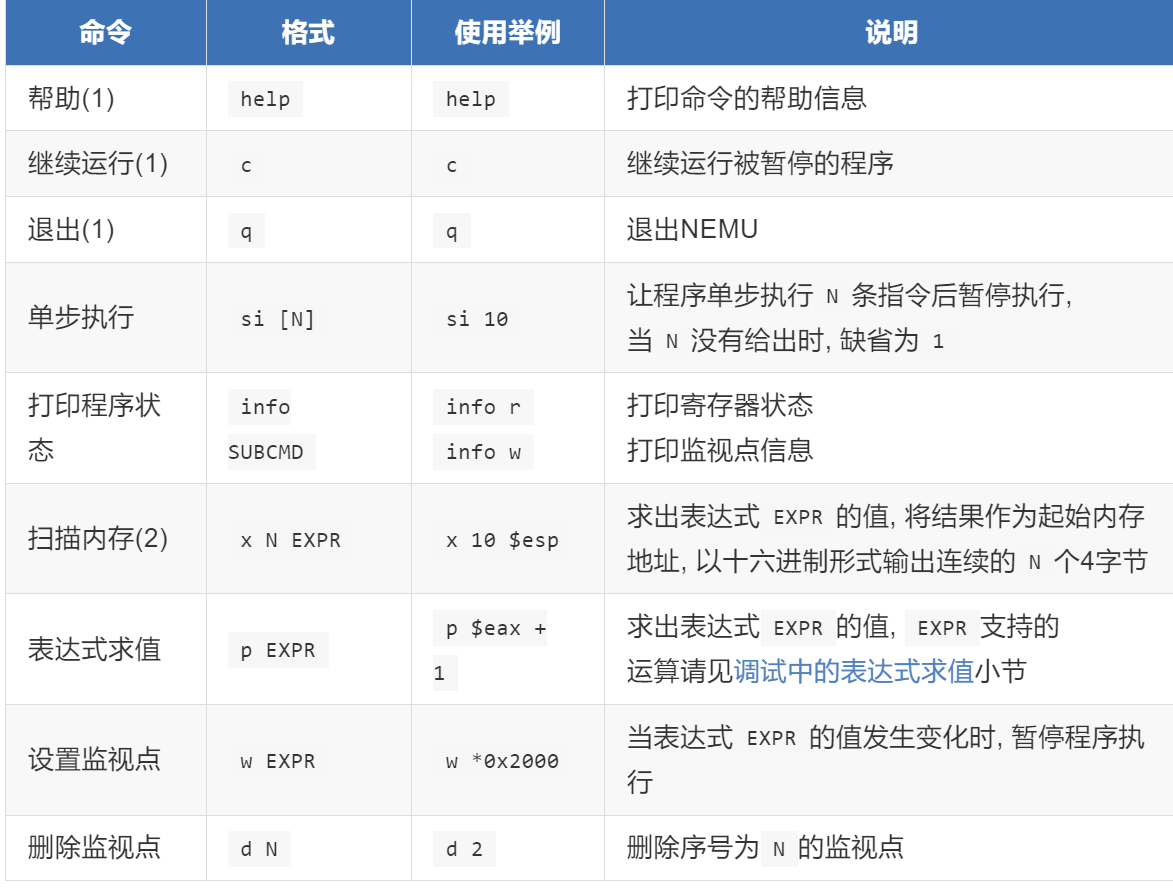 命令 格式 使用举例 说明
帮助(1) help help 打印命令的帮助信息
继续运行(1) c c 继续运行被暂停的程序
退出(1) q q 退出NEMU
单步执行 si [N] si 10 让程序单步执行 N 条指令后暂停执行,
当 N 没有给出时, 缺省为 1
打印程序状 info info r 打印寄存器状态
态 SUBCMD info w 打印监视点信息
扫描内存(2) x N EXPR x 10 $esp 求出表达式 EXPR 的值, 将结果作为起始内存
地址, 以十六进制形式输出连续的 N 个4字节
表达式求值 p EXPR p $eax + 求出表达式 EXPR 的值, EXPR 支持的
1 运算请见调试中的表达式求值小节
设置监视点 w EXPR w *0x2000 当表达式 EXPR 的值发生变化时, 暂停程序执
行
删除监视点 d N d 2 删除序号为 N 的监视点